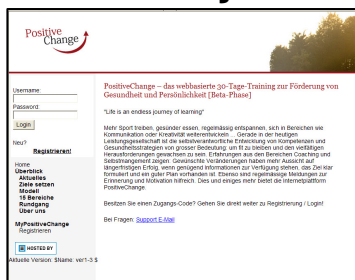 Positive
Change
Username:
Password:
Login
Neu?
Registrieren!
Home
Überblick
Aktuelles
Ziele setzen
Modell
15 Bereiche
Rundgang
Über uns
MyPositiveChange
Registrieren
HOSTED BY
Aktuelle Version: $Name: ver1-3 $
PositiveChange – das webbasierte 30-Tage-Training zur Förderung von
Gesundheit und Persönlichkeit [Beta-Phase]
"Life is an endless journey of learning"
Mehr Sport treiben, gesünder essen, regelmässig entspannen, sich in Bereichen wie
Kommunikation oder Kreativität weiterentwickeln ... Gerade in der heutigen
Leistungsgesellschaft ist die selbstverantwortliche Entwicklung von Kompetenzen und
Gesundheitsstrategien von grosser Bedeutung: um fit zu bleiben und den vielfältigen
Herausforderungen gewachsen zu sein. Erfahrungen aus den Bereichen Coaching und
Selbstmanagement zeigen: Gewünschte Veränderungen haben mehr Aussicht auf
längerfristigen Erfolg, wenn genügend Informationen zur Verfügung stehen, das Ziel klar
formuliert und ein guter Plan vorhanden ist. Ebenso sind regelmässige Meldungen zur
Erinnerung und Motivation hilfreich. Dies und einiges mehr bietet die Internetplattform
PositiveChange.
Besitzen Sie einen Zugangs-Code? Gehen Sie direkt weiter zu Registrierung / Login!
Bei Fragen: Support E-Mail